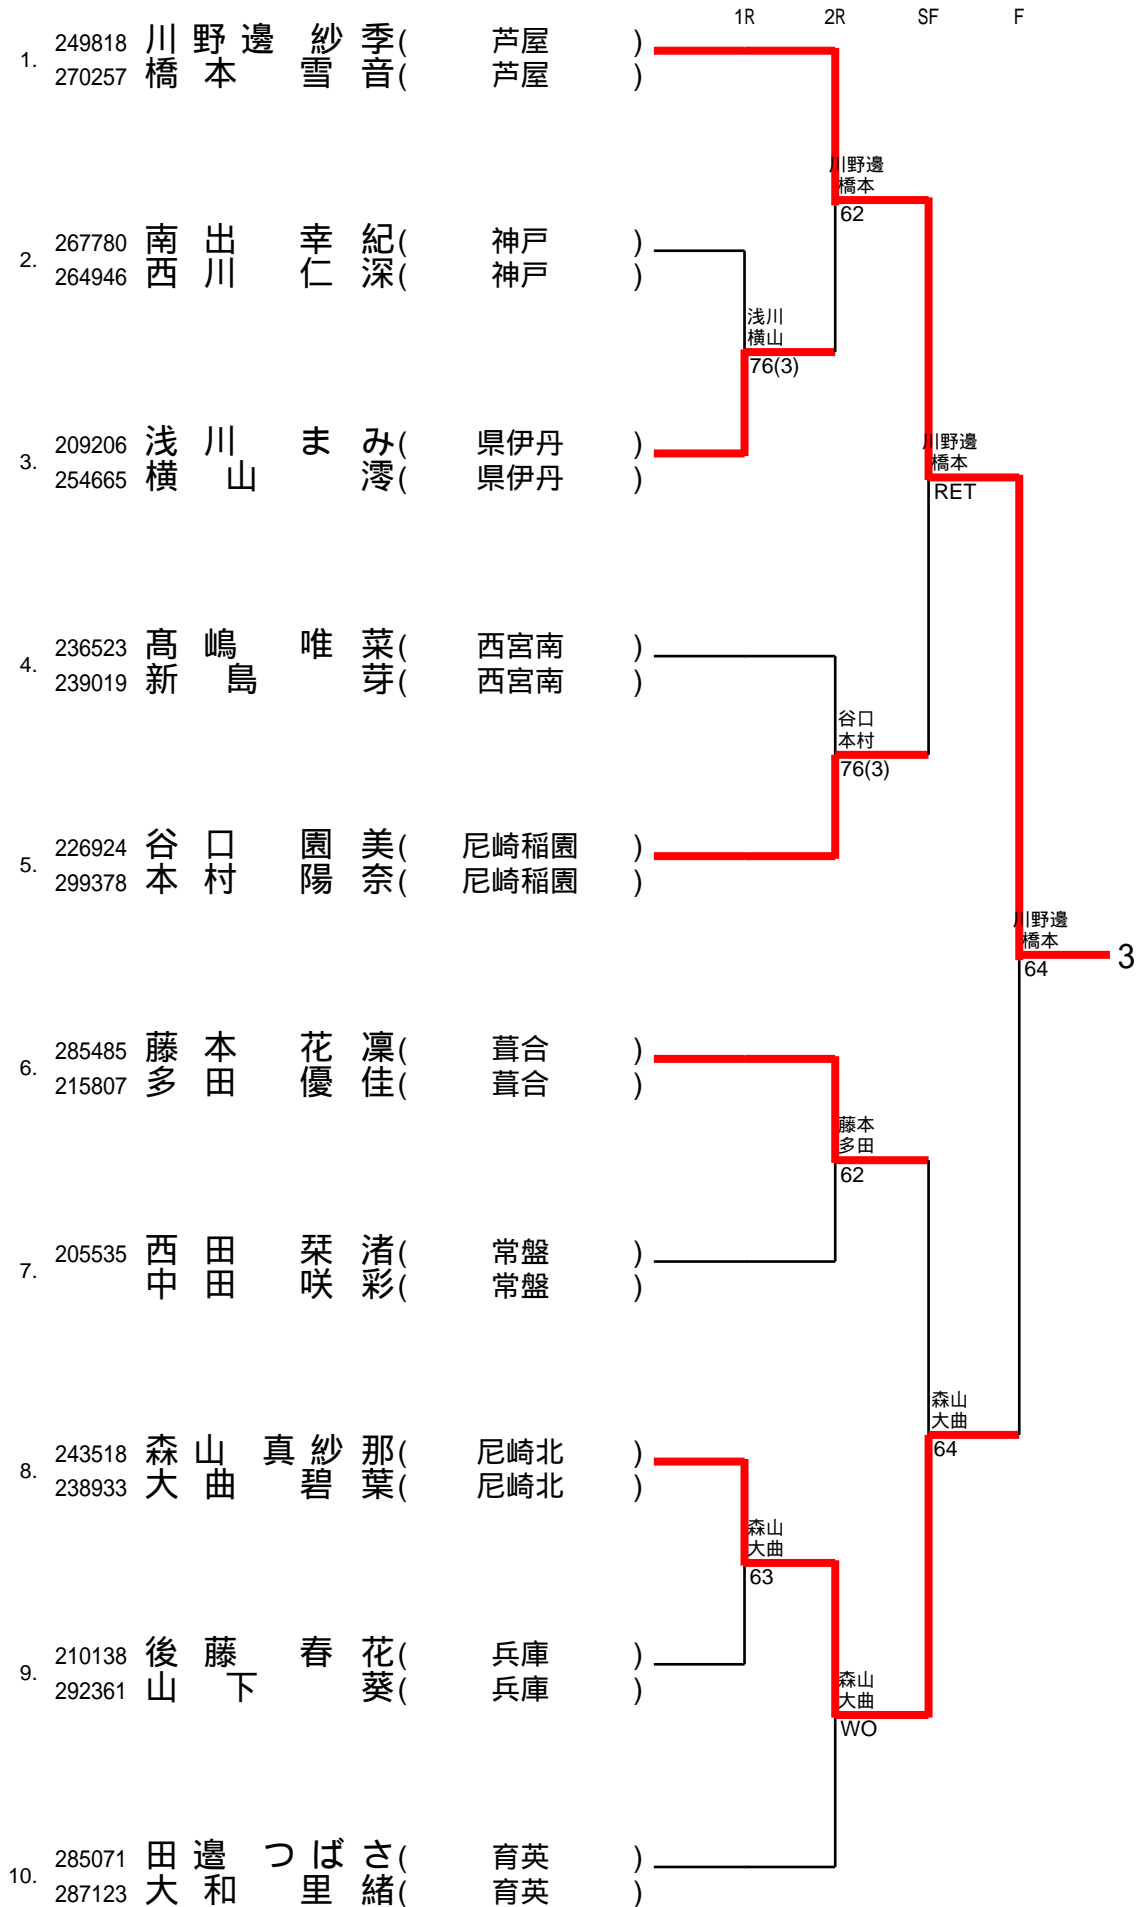 1R 2R SF F
1. 249818 川野邊 紗季( 芦屋 )
270257 橋本 雪音( 芦屋 )
川野邊
橋本
62
2. 267780 南出 幸紀( 神戸 )
264946 西川 仁深( 神戸 )
浅川
横山
76(3)
3. 209206 浅川 まみ( 県伊丹 )
254665 横山 澪( 県伊丹 )
川野邊
橋本
RET
4. 236523 髙嶋 唯菜( 西宮南 )
239019 新島 芽( 西宮南 )
谷口
本村
76(3)
5. 226924 谷口 園美( 尼崎稲園 )
299378 本村 陽奈( 尼崎稲園 )
川野邊
橋本
64
3
6. 285485 藤本 花凜( 葺合 )
215807 多田 優佳( 葺合 )
藤本
多田
62
7. 205535 西田 栞渚( 常盤 )
中田 咲彩( 常盤 )
森山
大曲
64
8. 243518 森山 真紗那( 尼崎北 )
238933 大曲 碧葉( 尼崎北 )
森山
大曲
63
9. 210138 後藤 春花( 兵庫 )
292361 山下 葵( 兵庫 )
森山
大曲
WO
10. 285071 田邉 つばさ( 育英 )
287123 大和 里緒( 育英 )